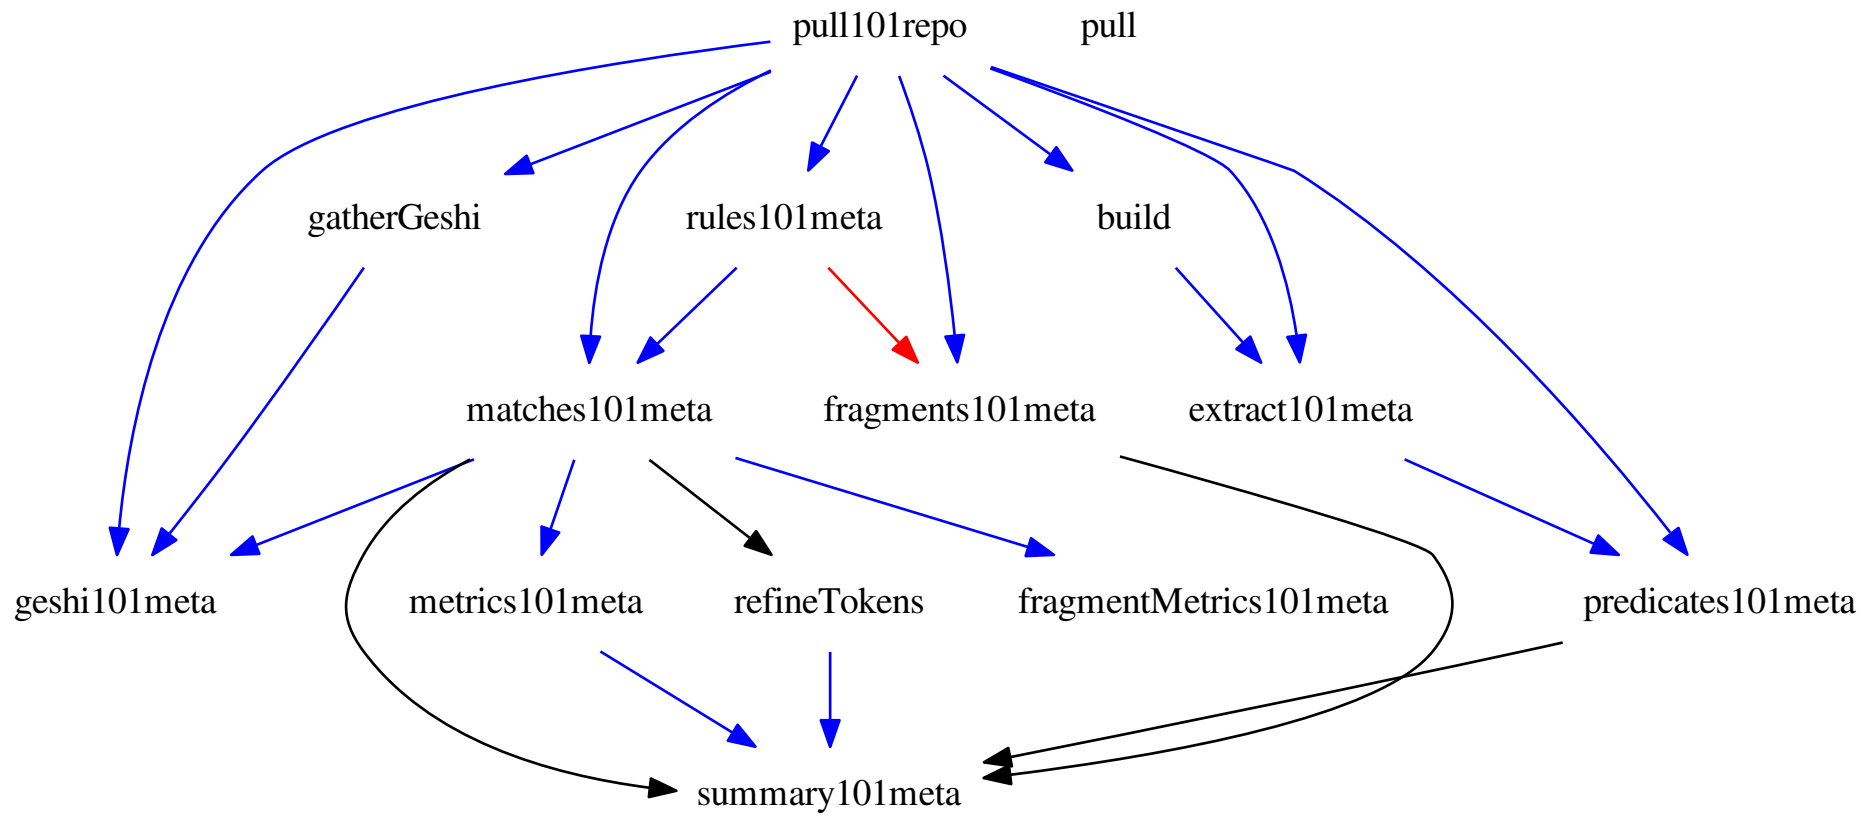 pull101repo
pull
gatherGeshi
rules101meta
build
matches101meta
fragments101meta
extract101meta
geshi101meta
metrics101meta
refineTokens
fragmentMetrics101meta
predicates101meta
summary101meta